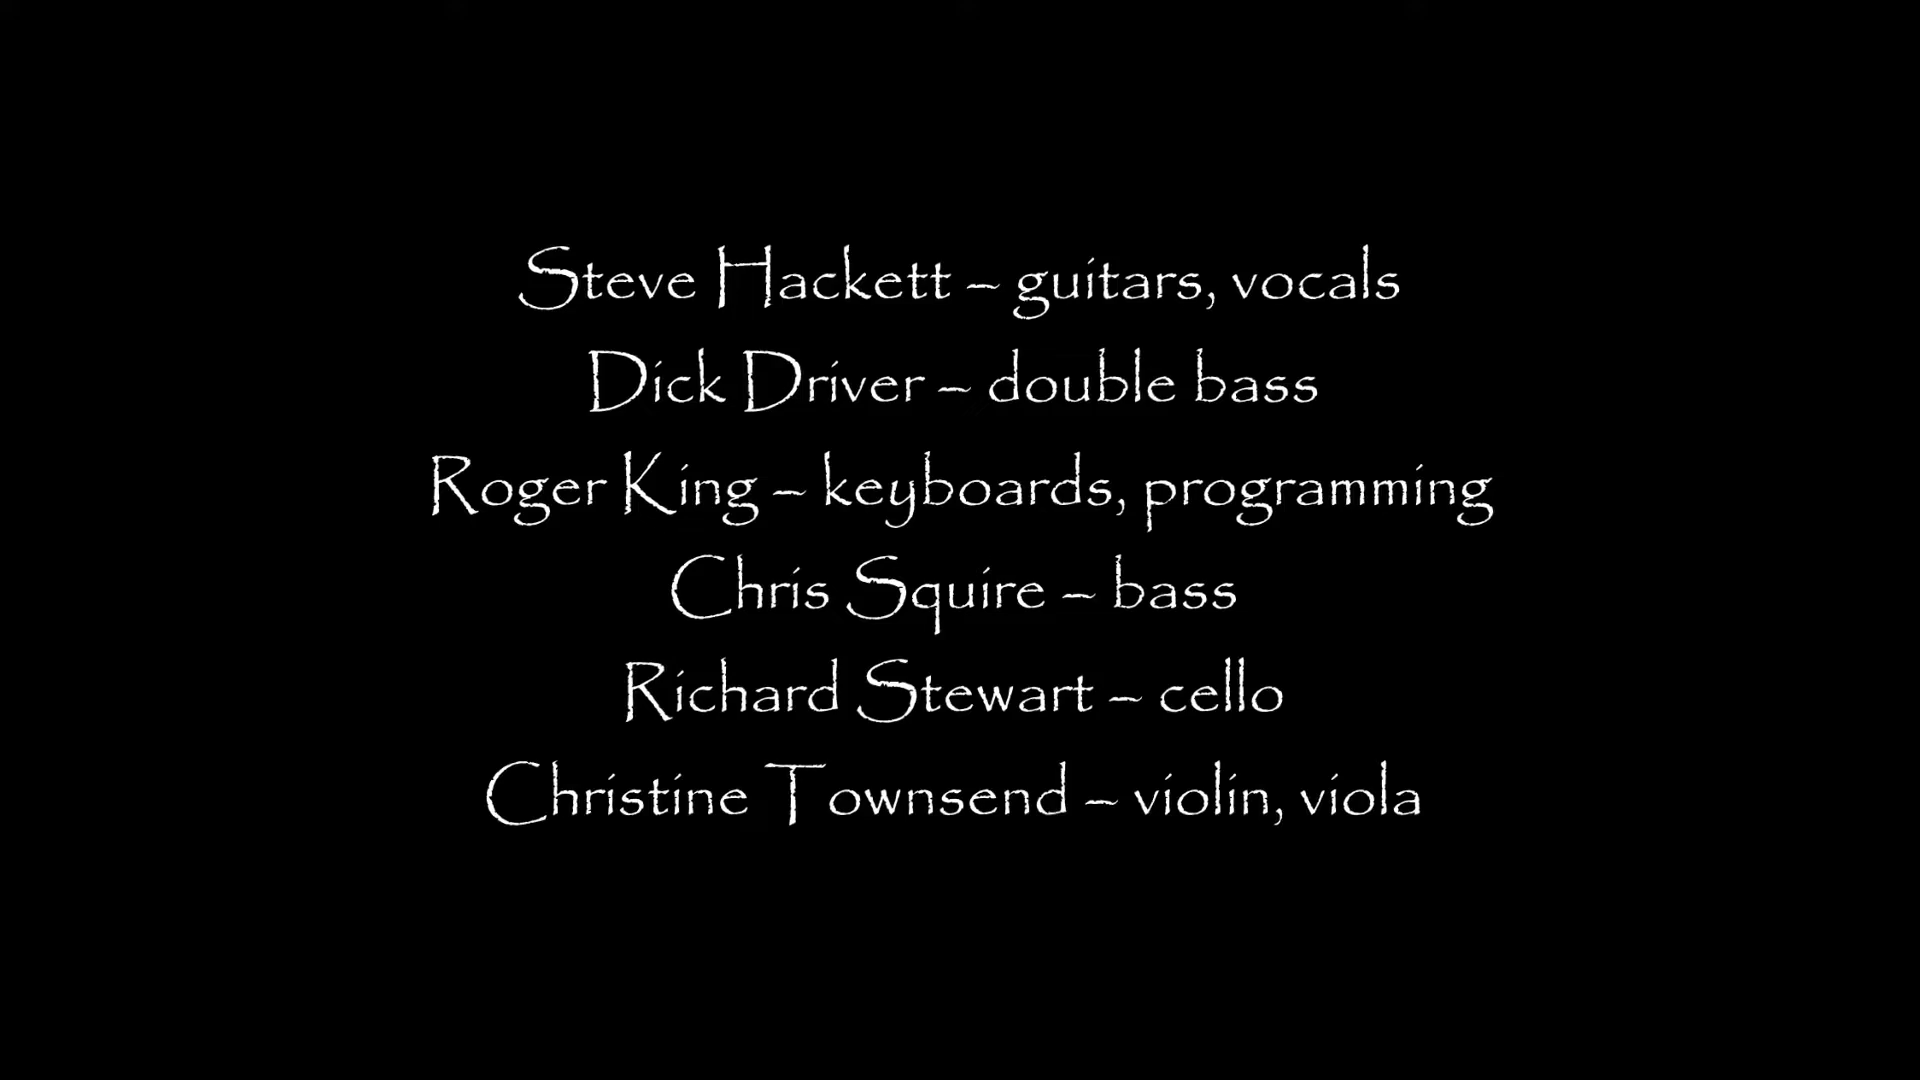 Steve Hackett – guitars, vocals
Dick Driver – double bass
Roger King – keyboards, programming
Chris Squire – bass
Richard Stewart – cello
Christine Townsend – violin, viola